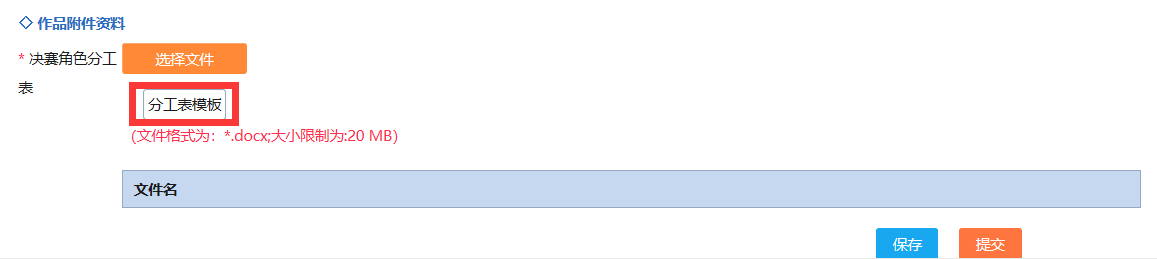 ◇ 作品附件资料
* 决赛角色分工表
选择文件
分工表模板
(文件格式为：*.docx;大小限制为:20 MB)
文件名
保存
提交